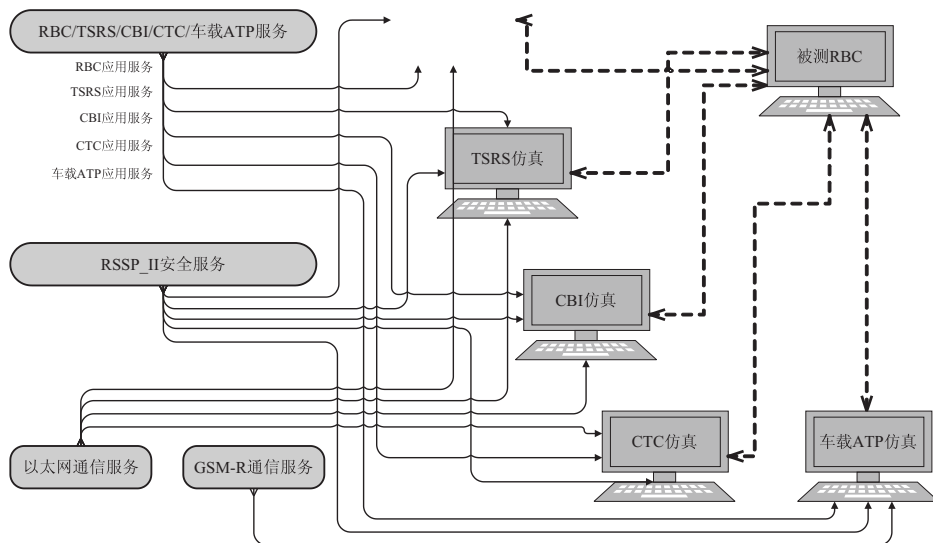 RBC/TSRS/CBI/CTC/车载ATP服务
RBC应用服务
TSRS应用服务
CBI应用服务
CTC应用服务
车载ATP应用服务
被测RBC
TSRS仿真
RSSP_II安全服务
CBI仿真
CTC仿真
车载ATP仿真
以太网通信服务
GSM-R通信服务